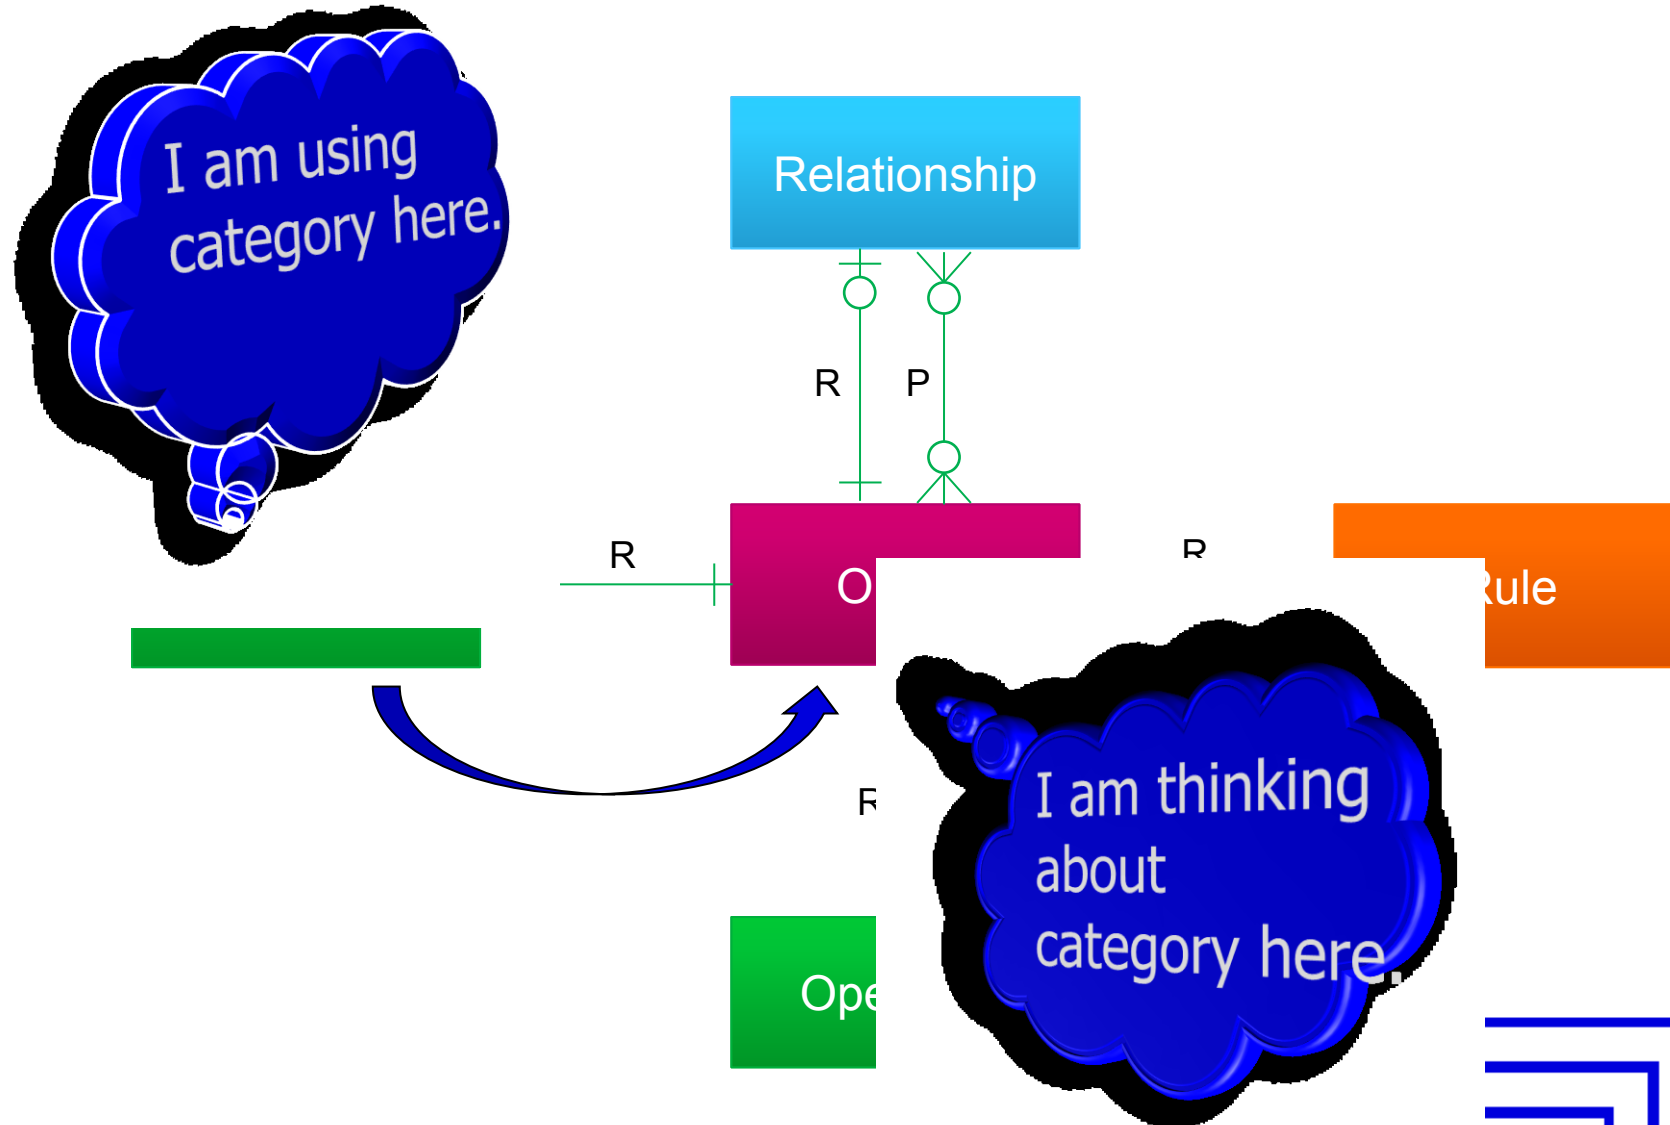 I am using
category here.
Relationship
R P
R
R
O
Rule
R
I am thinking
about
category here.
Ope